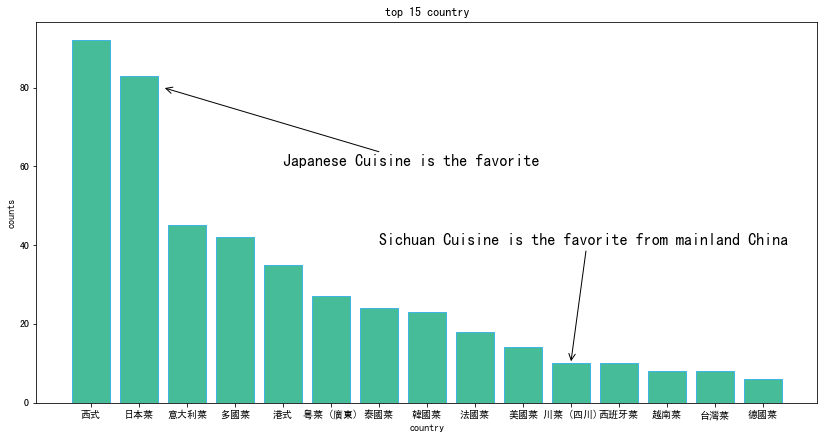 top 15 country
80
60
40
20
0
counts
Japanese Cuisine is the favorite
Sichuan Cuisine is the favorite from mainland China
西式 日本菜 意大利菜 多國菜 港式 粵菜 (廣東) 泰國菜 韓國菜 法國菜 美國菜 川菜 (四川) 西班牙菜 越南菜 台灣菜 德國菜
country